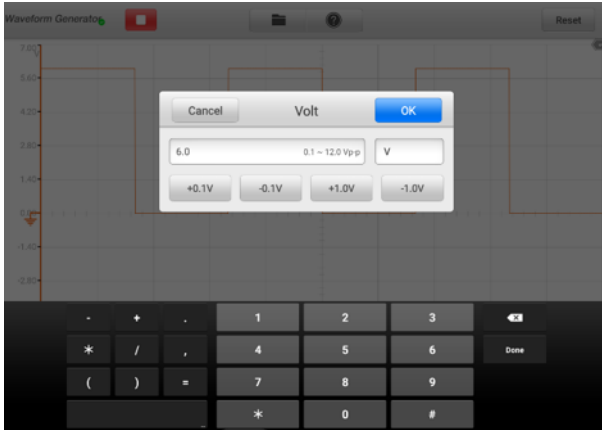 Waveform Generator
Reset
7.00
5.60
4.20
2.80
1.40
0.00
-1.40
-2.80
Cancel Volt OK
6.0 0.1 ~ 12.0 Vp-p V
+0.1V -0.1V +1.0V -1.0V
- + . 1 2 3
* / , 4 5 6 Done
( ) = 7 8 9
_ * 0 #